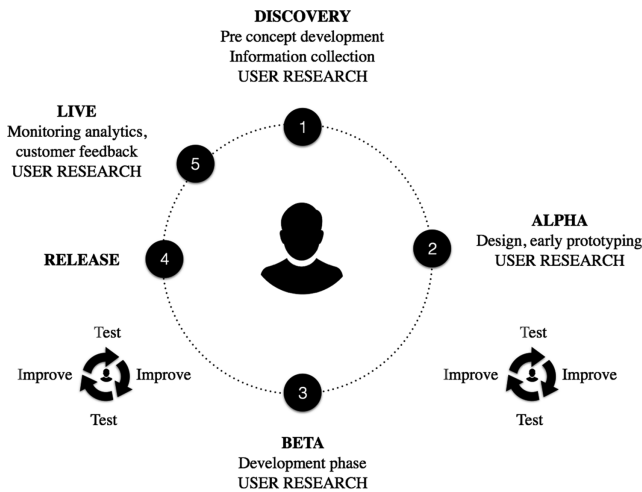 DISCOVERY
Pre concept development
Information collection
USER RESEARCH
1
LIVE
Monitoring analytics,
customer feedback
USER RESEARCH
5
ALPHA
Design, early prototyping
USER RESEARCH
2
RELEASE
4
Test
Improve
Improve
Test
Test
Improve
Improve
Test
3
BETA
Development phase
USER RESEARCH